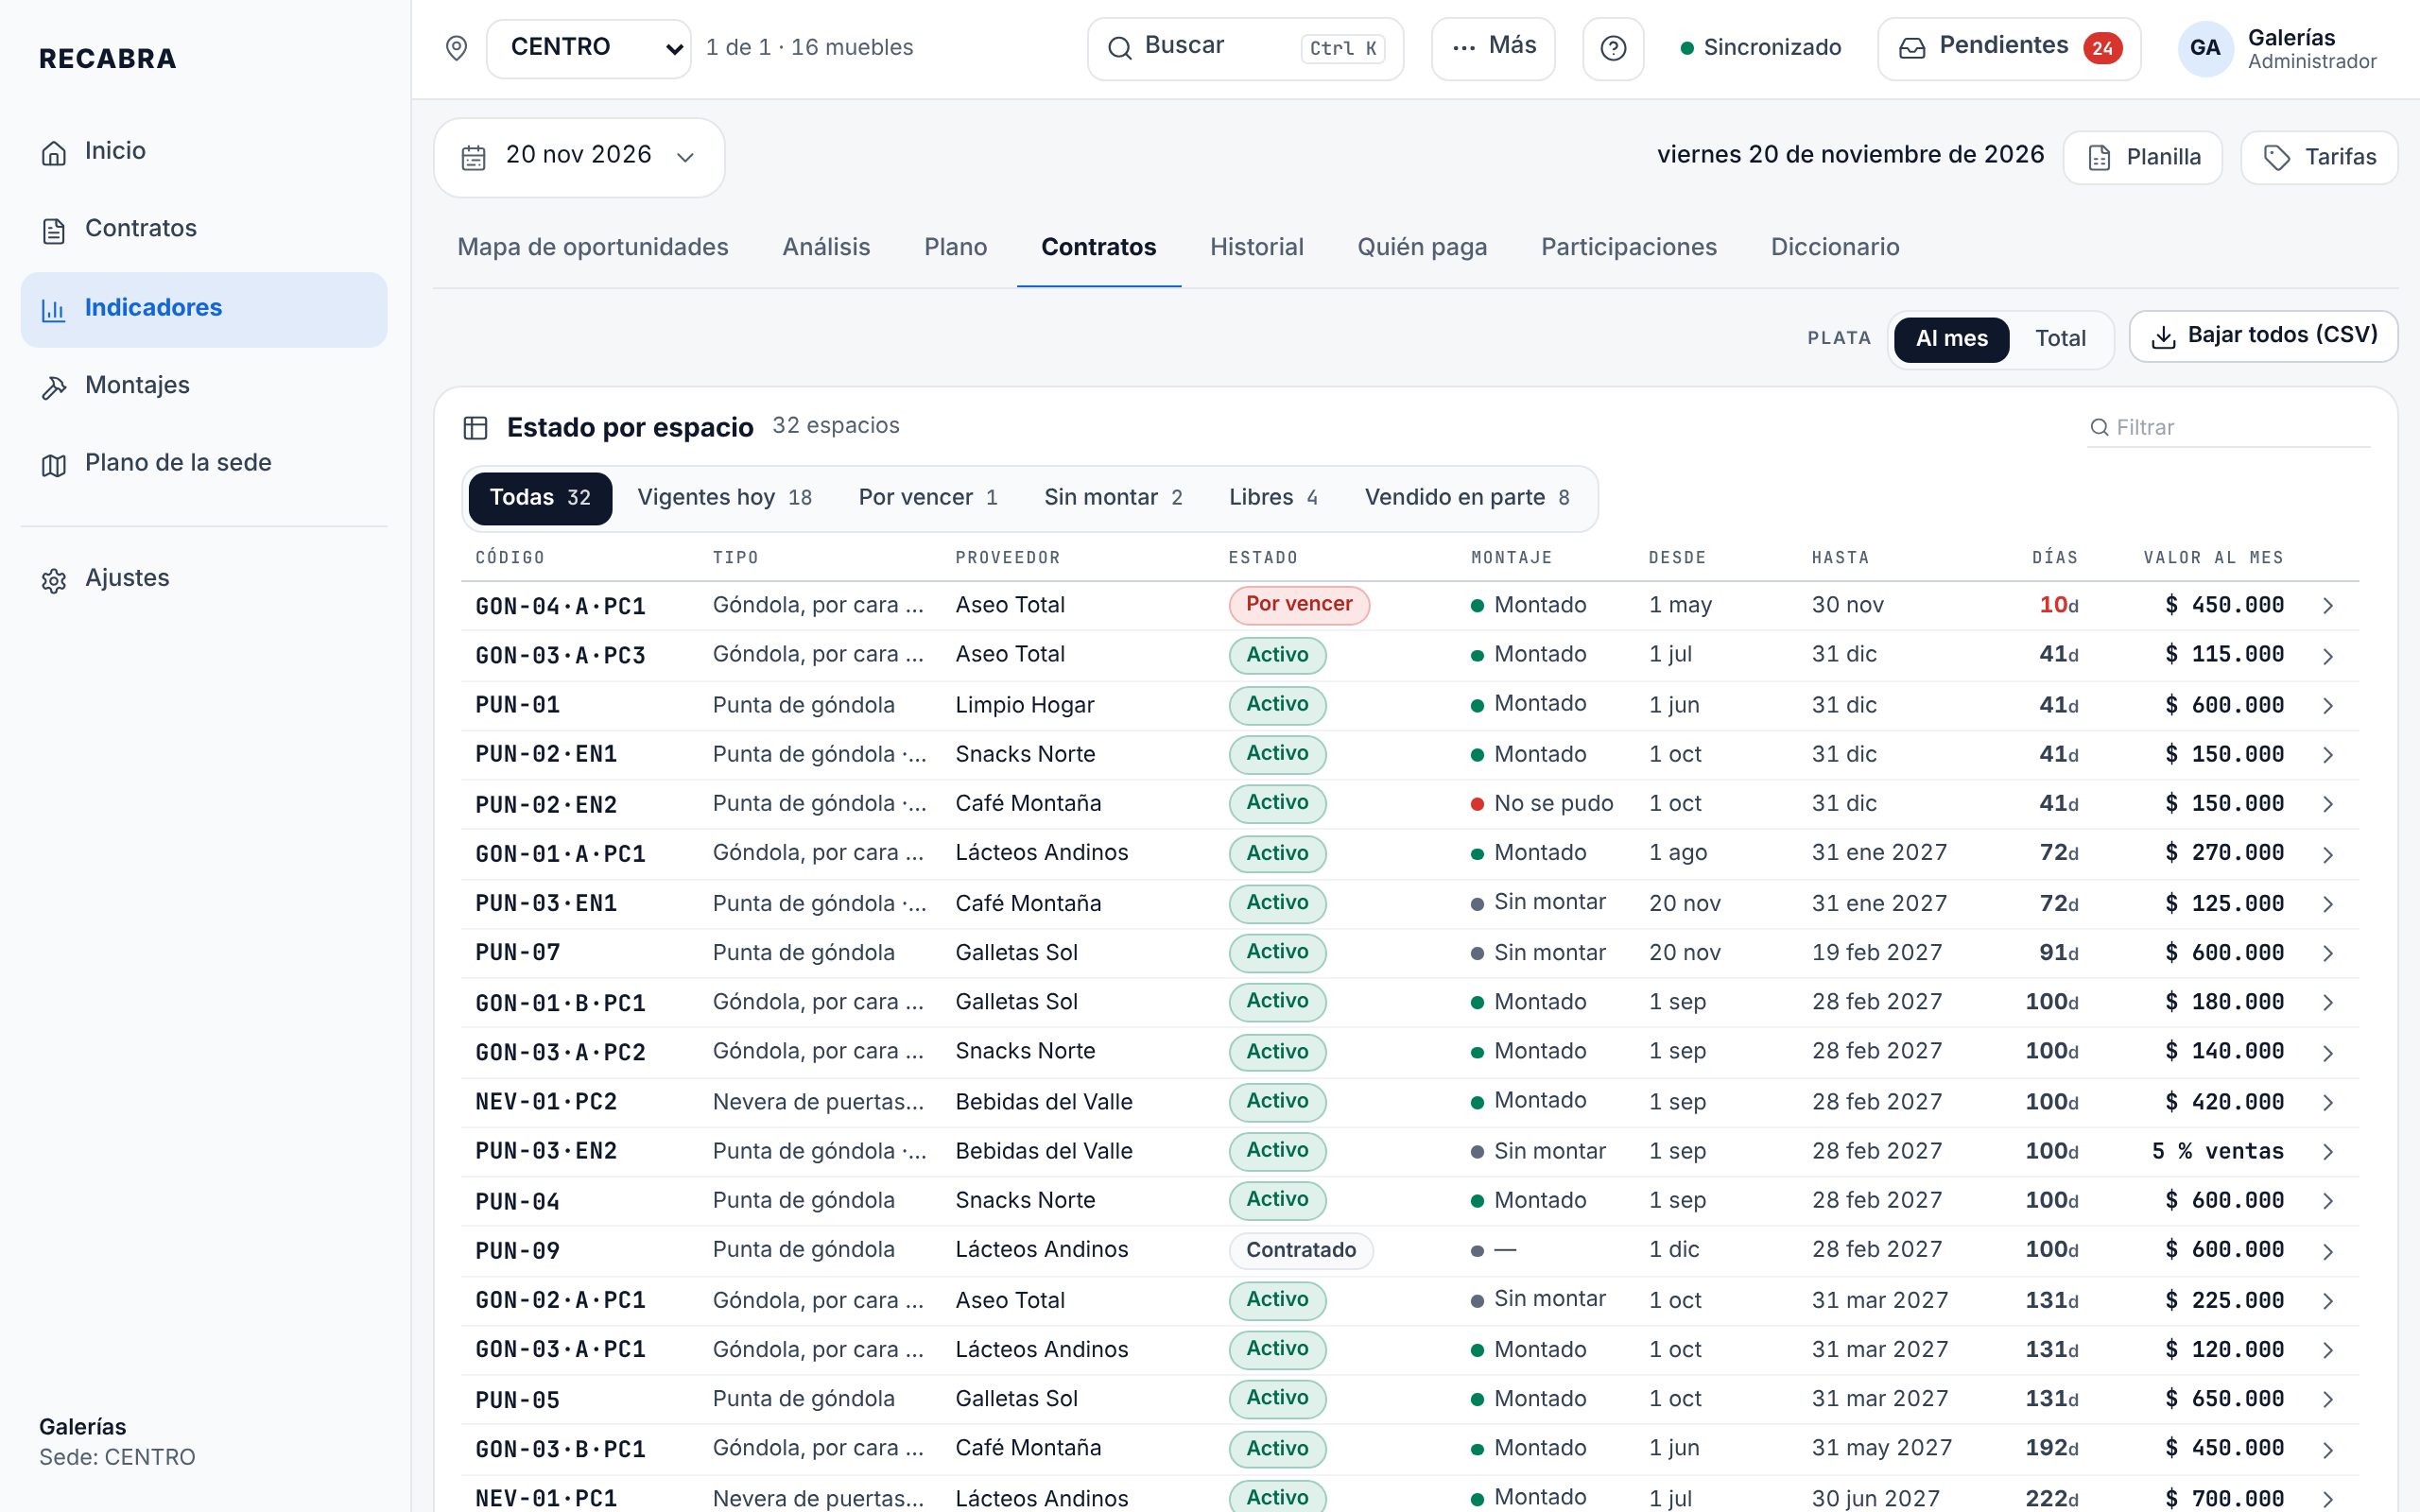 RECABRA
Inicio
Contratos
Indicadores
Montajes
Plano de la sede
Ajustes
Galerías
Sede: CENTRO
CENTRO 1 de 1 · 16 muebles Buscar Ctrl K ··· Más ? Sincronizado Pendientes 24 GA Galerías
Administrador
20 nov 2026 viernes 20 de noviembre de 2026 Planilla Tarifas
Mapa de oportunidades Análisis Plano Contratos Historial Quién paga Participaciones Diccionario
PLATA Al mes Total Bajar todos (CSV)
Estado por espacio 32 espacios Filtrar
Todas 32 Vigentes hoy 18 Por vencer 1 Sin montar 2 Libres 4 Vendido en parte 8
CÓDIGO TIPO PROVEEDOR ESTADO MONTAJE DESDE HASTA DÍAS VALOR AL MES
GON-04·A·PC1 Góndola, por cara ... Aseo Total Por vencer Montado 1 may 30 nov 10d $ 450.000
GON-03·A·PC3 Góndola, por cara ... Aseo Total Activo Montado 1 jul 31 dic 41d $ 115.000
PUN-01 Punta de góndola Limpio Hogar Activo Montado 1 jun 31 dic 41d $ 600.000
PUN-02·EN1 Punta de góndola ·... Snacks Norte Activo Montado 1 oct 31 dic 41d $ 150.000
PUN-02·EN2 Punta de góndola ·... Café Montaña Activo No se pudo 1 oct 31 dic 41d $ 150.000
GON-01·A·PC1 Góndola, por cara ... Lácteos Andinos Activo Montado 1 ago 31 ene 2027 72d $ 270.000
PUN-03·EN1 Punta de góndola ·... Café Montaña Activo Sin montar 20 nov 31 ene 2027 72d $ 125.000
PUN-07 Punta de góndola Galletas Sol Activo Sin montar 20 nov 19 feb 2027 91d $ 600.000
GON-01·B·PC1 Góndola, por cara ... Galletas Sol Activo Montado 1 sep 28 feb 2027 100d $ 180.000
GON-03·A·PC2 Góndola, por cara ... Snacks Norte Activo Montado 1 sep 28 feb 2027 100d $ 140.000
NEV-01·PC2 Nevera de puertas... Bebidas del Valle Activo Montado 1 sep 28 feb 2027 100d $ 420.000
PUN-03·EN2 Punta de góndola ·... Bebidas del Valle Activo Sin montar 1 sep 28 feb 2027 100d 5 % ventas
PUN-04 Punta de góndola Snacks Norte Activo Montado 1 sep 28 feb 2027 100d $ 600.000
PUN-09 Punta de góndola Lácteos Andinos Contratado — 1 dic 28 feb 2027 100d $ 600.000
GON-02·A·PC1 Góndola, por cara ... Aseo Total Activo Sin montar 1 oct 31 mar 2027 131d $ 225.000
GON-03·A·PC1 Góndola, por cara ... Lácteos Andinos Activo Montado 1 oct 31 mar 2027 131d $ 120.000
PUN-05 Punta de góndola Galletas Sol Activo Montado 1 oct 31 mar 2027 131d $ 650.000
GON-03·B·PC1 Góndola, por cara ... Café Montaña Activo Montado 1 jun 31 may 2027 192d $ 450.000
NEV-01·PC1 Nevera de puertas... Lácteos Andinos Activo Montado 1 jul 30 jun 2027 222d $ 700.000